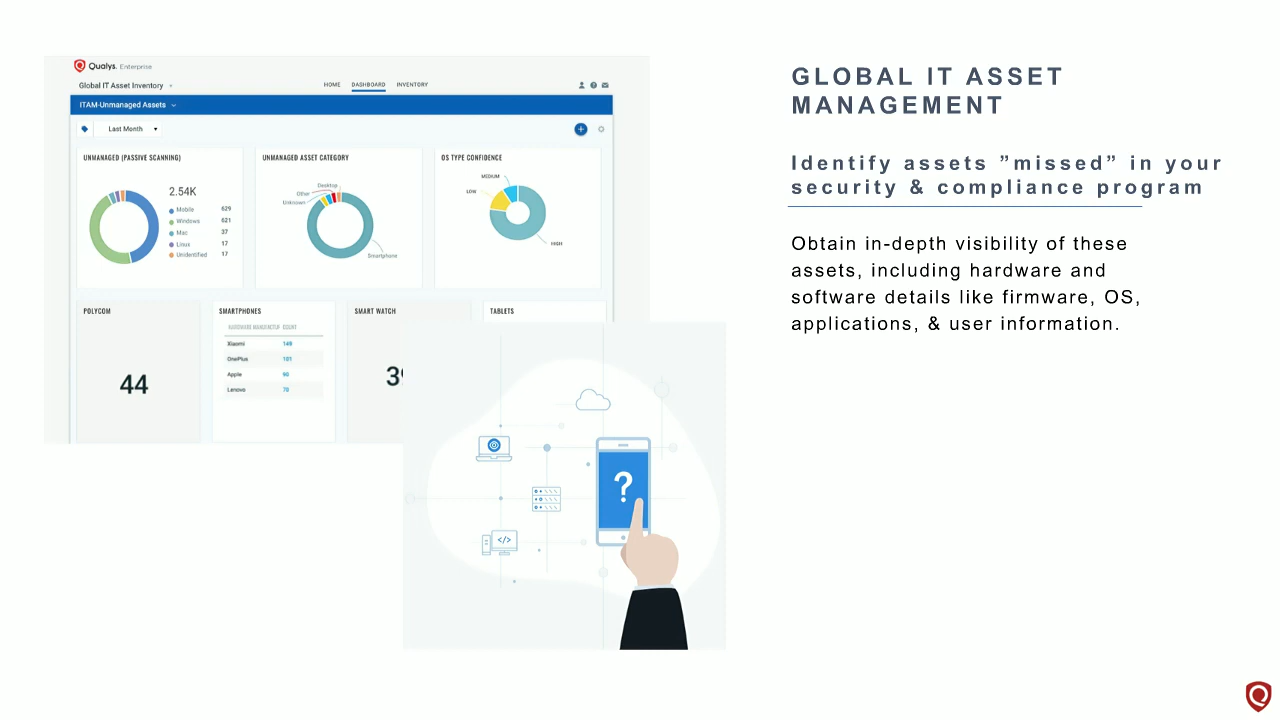 Qualys. Enterprise
Global IT Asset Inventory
HOME DASHBOARD INVENTORY
ITAM-Unmanaged Assets
Last Month
UNMANAGED (PASSIVE SCANNING)
2.54K
Mobile 629
Windows 621
Mac 37
Linux 17
Unidentified 17
UNMANAGED ASSET CATEGORY
Desktop
Other
Unknown
Smartphone
OS TYPE CONFIDENCE
MEDIUM
LOW
HIGH
POLYCOM
44
SMARTPHONES
COUNT
Xiaomi 149
OnePlus 101
Apple 90
Lenovo 70
SMART WATCH
TABLETS
?
</>
GLOBAL IT ASSET
MANAGEMENT
Identify assets ”missed” in your
security & compliance program
Obtain in-depth visibility of these
assets, including hardware and
software details like firmware, OS,
applications, & user information.